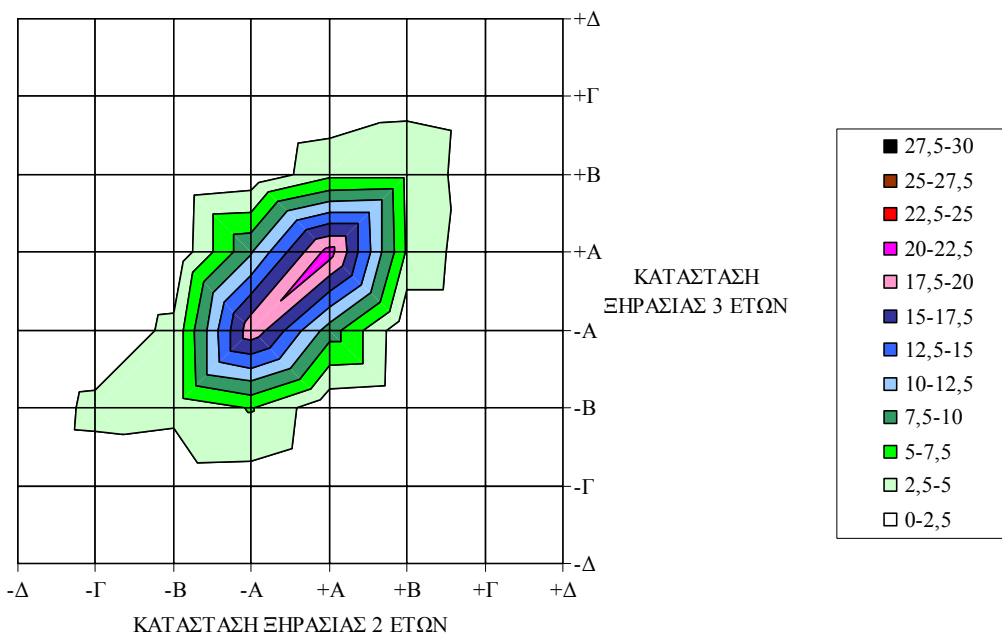 +Δ
+Γ
+Β
+Α
-Α
-Β
-Γ
-Δ
-Δ -Γ -Β -Α +Α +Β +Γ +Δ
ΚΑΤΑΣΤΑΣΗ ΞΗΡΑΣΙΑΣ 2 ΕΤΩΝ
ΚΑΤΑΣΤΑΣΗ
ΞΗΡΑΣΙΑΣ 3 ΕΤΩΝ
27,5-30
25-27,5
22,5-25
20-22,5
17,5-20
15-17,5
12,5-15
10-12,5
7,5-10
5-7,5
2,5-5
0-2,5